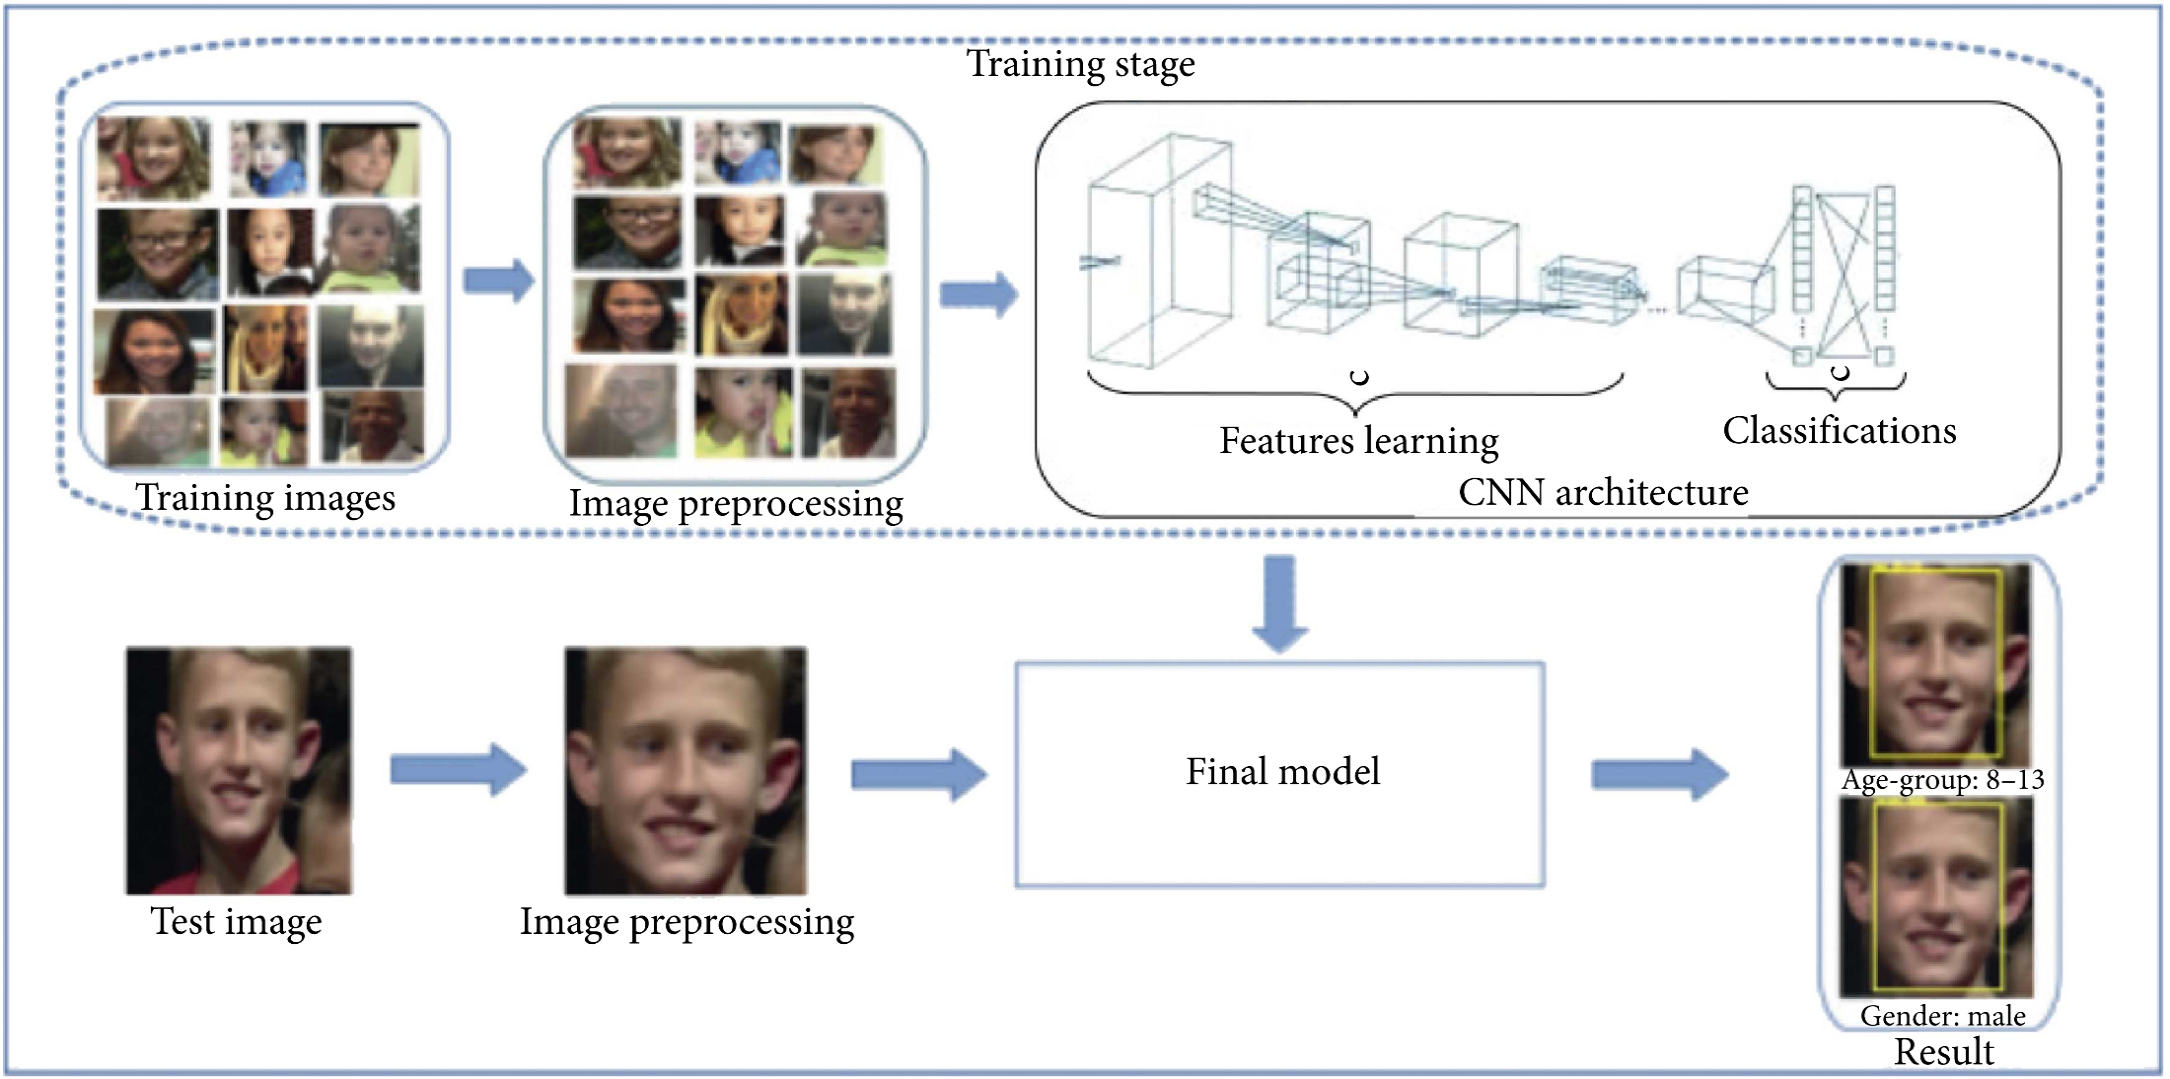 Training stage
Training images
Image preprocessing
Features learning
Classifications
CNN architecture
Test image
Image preprocessing
Final model
Age-group: 8–13
Gender: male
Result